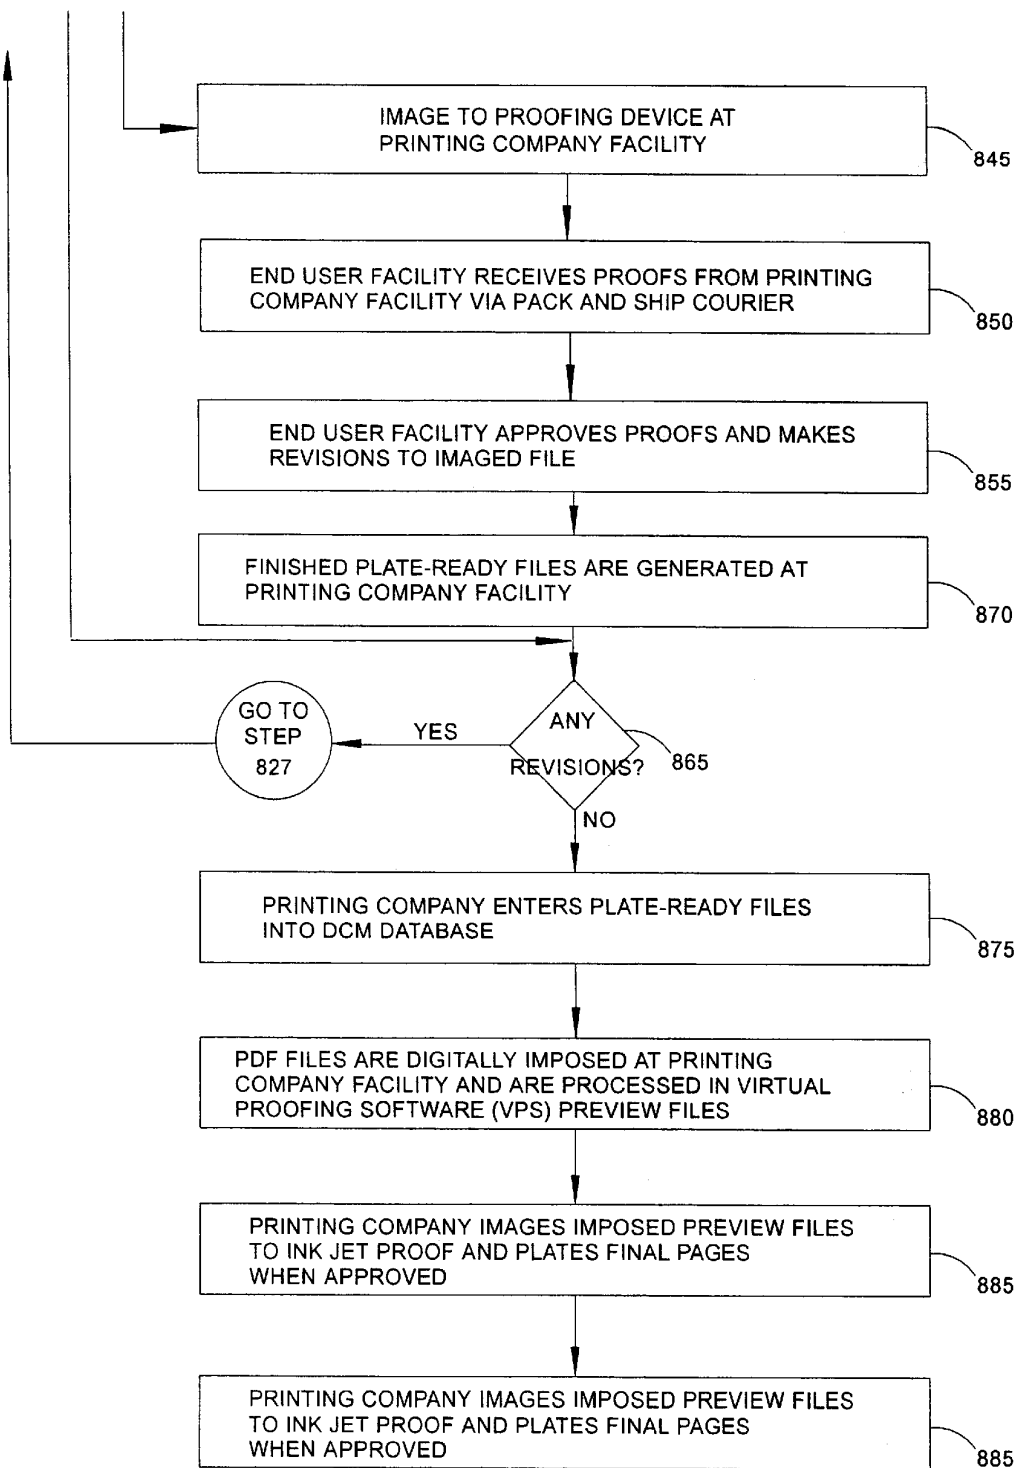 IMAGE TO PROOFING DEVICE AT
PRINTING COMPANY FACILITY
845
END USER FACILITY RECEIVES PROOFS FROM PRINTING
COMPANY FACILITY VIA PACK AND SHIP COURIER
850
END USER FACILITY APPROVES PROOFS AND MAKES
REVISIONS TO IMAGED FILE
855
FINISHED PLATE-READY FILES ARE GENERATED AT
PRINTING COMPANY FACILITY
870
GO TO
STEP
827
YES
ANY
REVISIONS?
865
NO
PRINTING COMPANY ENTERS PLATE-READY FILES
INTO DCM DATABASE
875
PDF FILES ARE DIGITALLY IMPOSED AT PRINTING
COMPANY FACILITY AND ARE PROCESSED IN VIRTUAL
PROOFING SOFTWARE (VPS) PREVIEW FILES
880
PRINTING COMPANY IMAGES IMPOSED PREVIEW FILES
TO INK JET PROOF AND PLATES FINAL PAGES
WHEN APPROVED
885
PRINTING COMPANY IMAGES IMPOSED PREVIEW FILES
TO INK JET PROOF AND PLATES FINAL PAGES
WHEN APPROVED
885